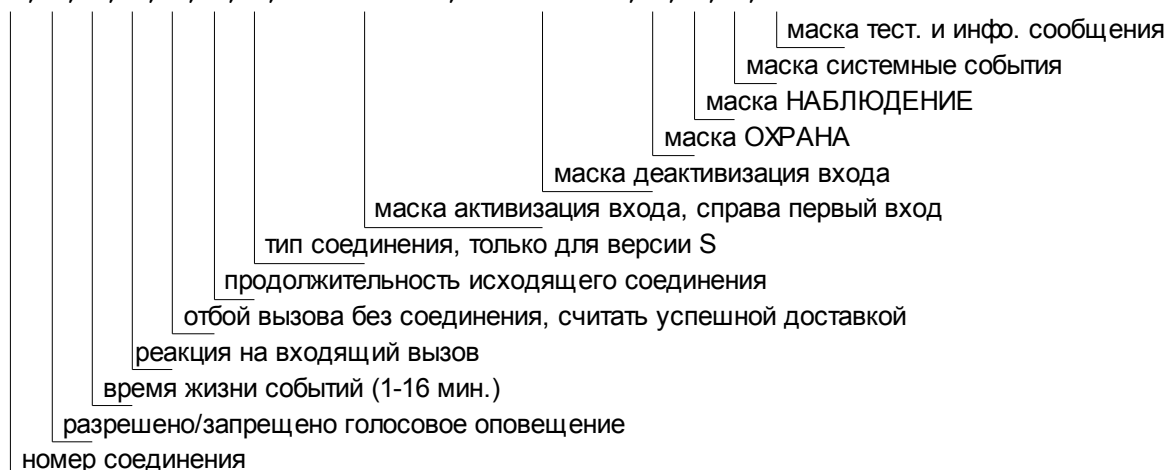 маска тест. и инфо. сообщения
маска системные события
маска НАБЛЮДЕНИЕ
маска ОХРАНА
маска деактивизация входа
маска активизация входа, справа первый вход
тип соединения, только для версии S
продолжительность исходящего соединения
отбой вызова без соединения, считать успешной доставкой
реакция на входящий вызов
время жизни событий (1-16 мин.)
разрешено/запрещено голосовое оповещение
номер соединения